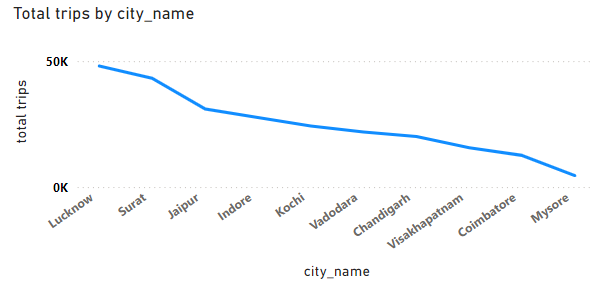 Total trips by city_name
50K
total trips
0K
Lucknow
Surat
Jaipur
Indore
Kochi
Vadodara
Chandigarh
Visakhapatnam
Coimbatore
Mysore
city_name